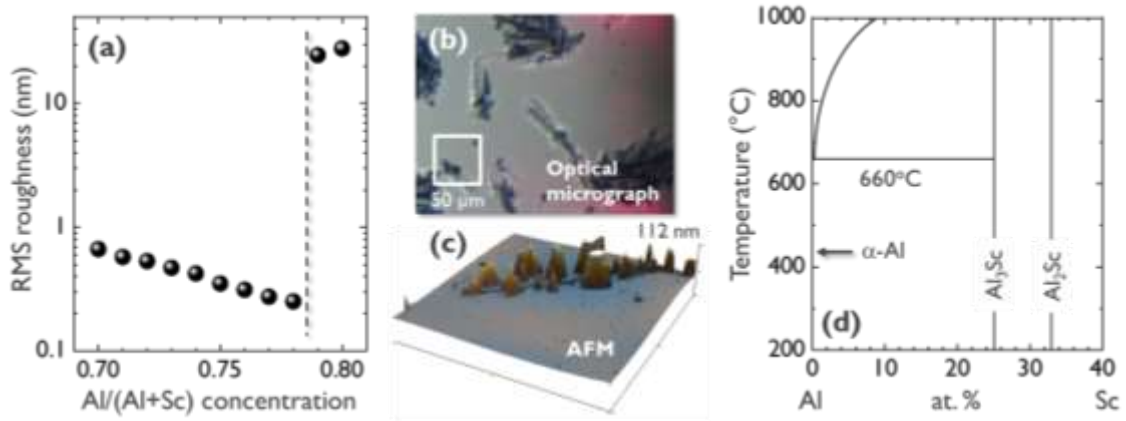 (a)
RMS roughness (nm)
10
1
0.1
0.70
0.75
0.80
Al/(Al+Sc) concentration
(b)
Optical
micrograph
50 μm
(c)
112 nm
AFM
Temperature (°C)
1000
800
600
400
200
660°C
α-Al
Al₃Sc
Al₂Sc
(d)
0
10
20
30
40
Al
at. %
Sc